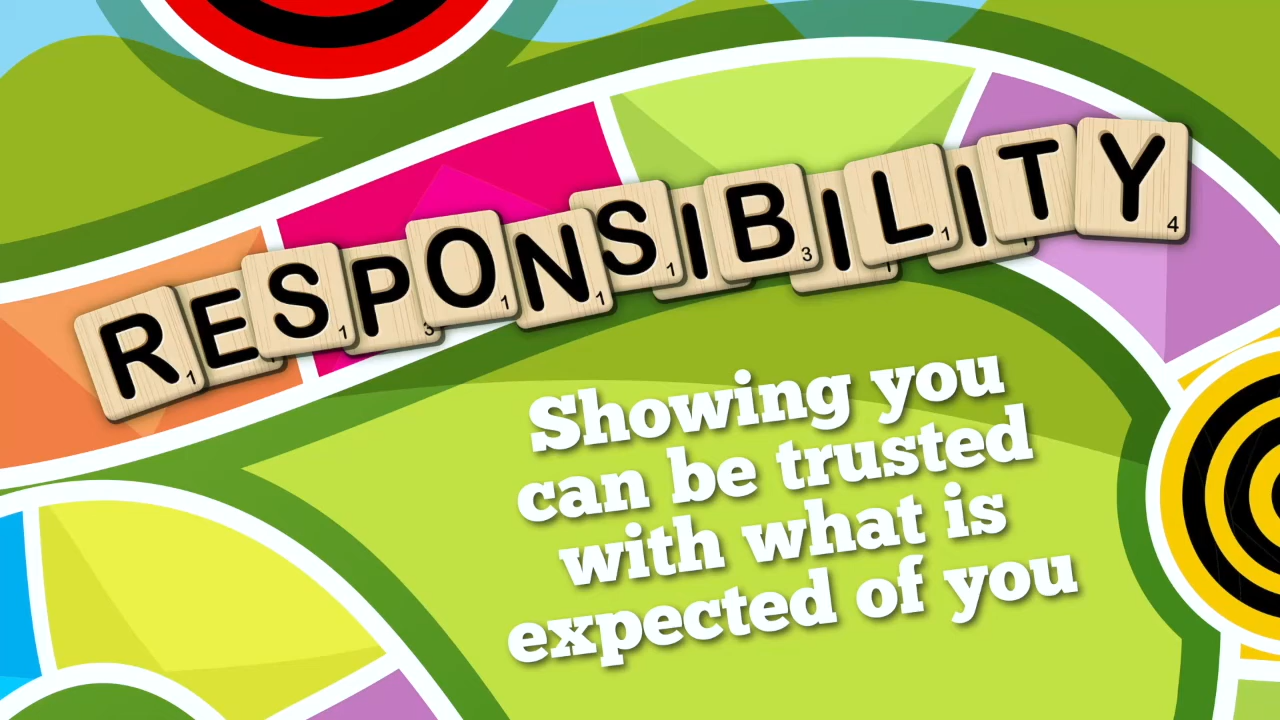 RESPONSIBILITY
Showing you
can be trusted
with what is
expected of you